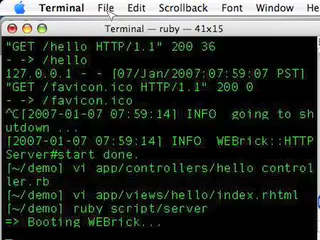 Terminal File Edit Scrollback Font Window He
Terminal — ruby — 41x15
"GET /hello HTTP/1.1" 200 36
- -> /hello
127.0.0.1 - - [07/Jan/2007:07:59:07 PST]
"GET /favicon.ico HTTP/1.1" 200 0
- -> /favicon.ico
^C[2007-01-07 07:59:14] INFO  going to sh
utdown ...
[2007-01-07 07:59:14] INFO  WEBrick::HTTP
Server#start done.
[~/demo] vi app/controllers/hello_control
ler.rb
[~/demo] vi app/views/hello/index.rhtml
[~/demo] ruby script/server
=> Booting WEBrick...